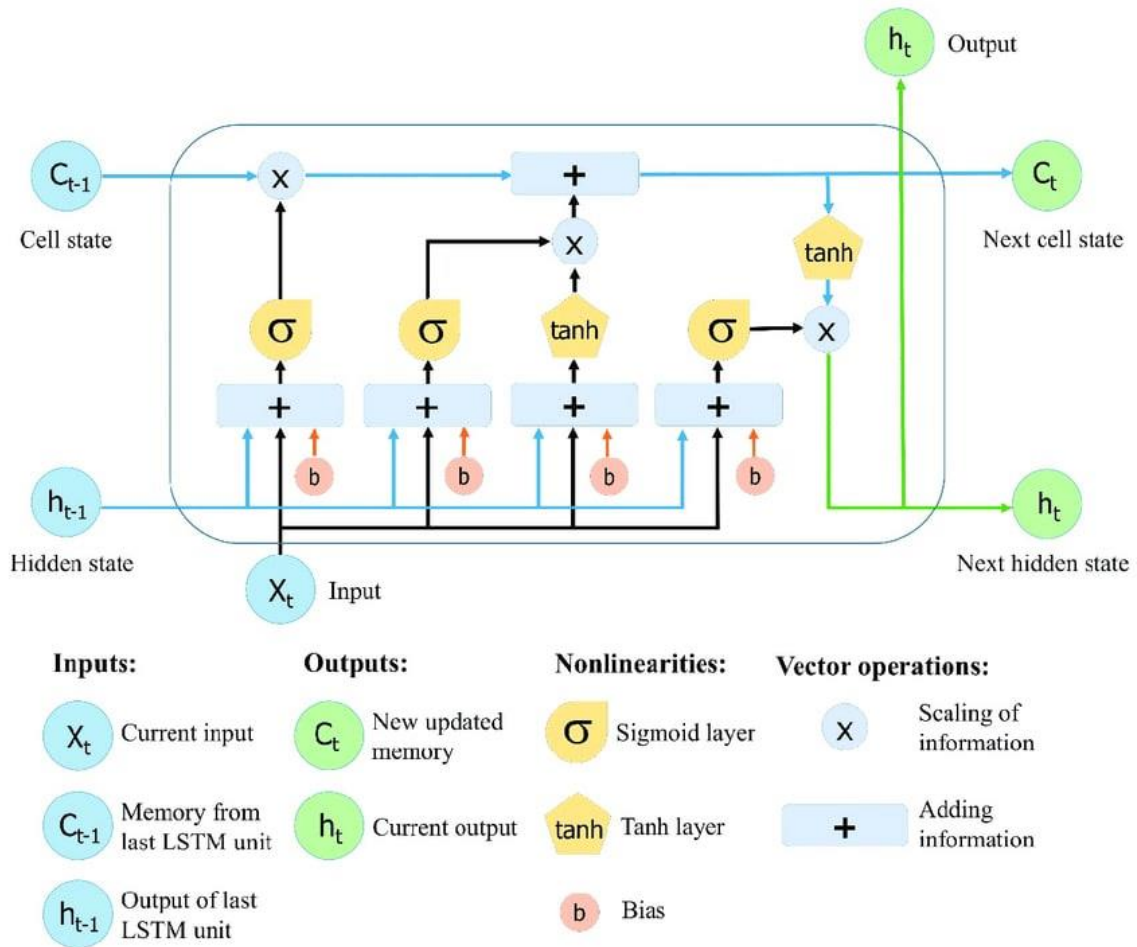 hₜ Output
Cₜ₋₁ x + Cₜ
Cell state Next cell state
x tanh
σ σ tanh σ x
+ + + +
b b b b
hₜ₋₁ hₜ
Hidden state Next hidden state
Xₜ Input
Inputs: Outputs: Nonlinearities: Vector operations:
Xₜ Current input
Cₜ₋₁ Memory from
last LSTM unit
hₜ₋₁ Output of last
LSTM unit
Cₜ New updated
memory
hₜ Current output
σ Sigmoid layer
tanh Tanh layer
b Bias
x Scaling of
information
+ Adding
information